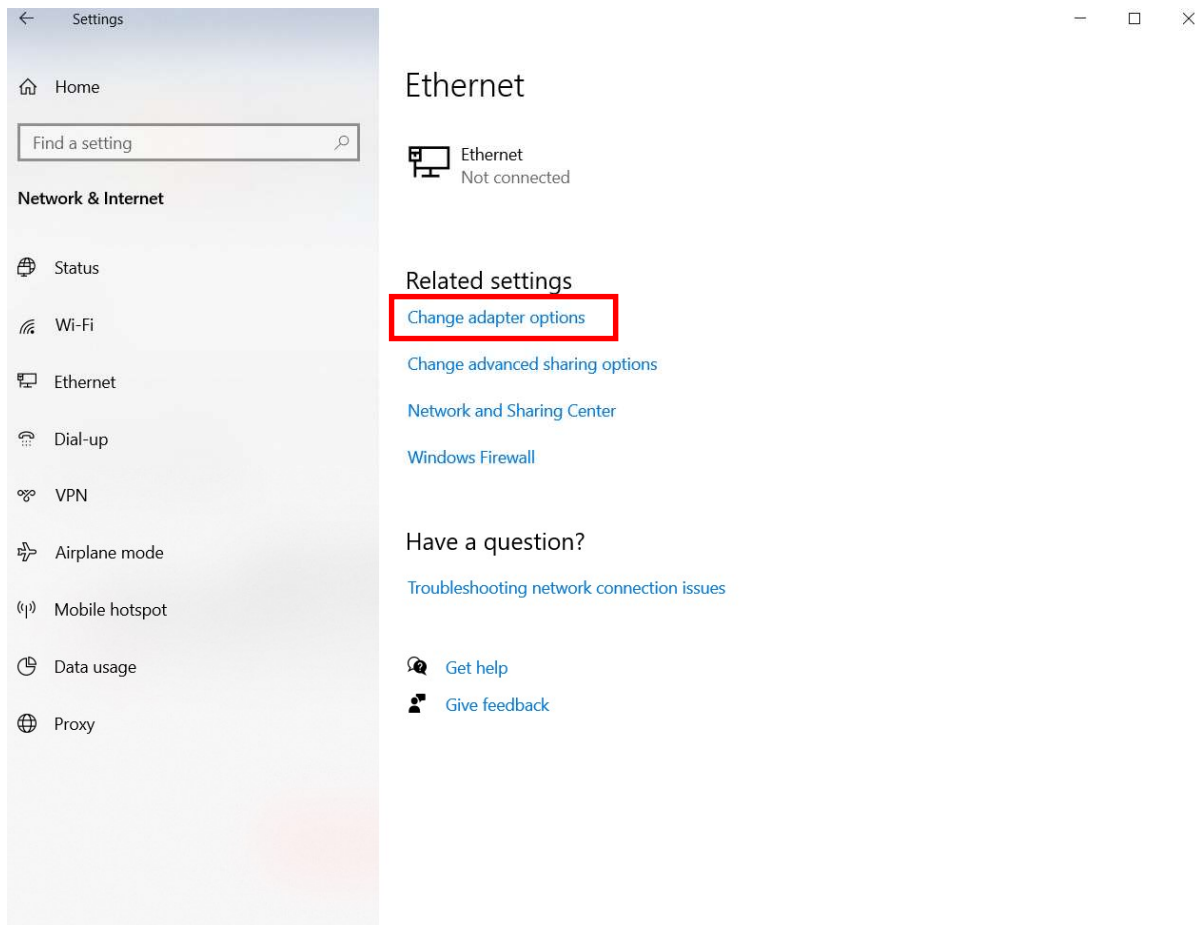 Settings
Home
Find a setting
Network & Internet
Status
Wi-Fi
Ethernet
Dial-up
VPN
Airplane mode
Mobile hotspot
Data usage
Proxy
Ethernet
Ethernet
Not connected
Related settings
Change adapter options
Change advanced sharing options
Network and Sharing Center
Windows Firewall
Have a question?
Troubleshooting network connection issues
Get help
Give feedback